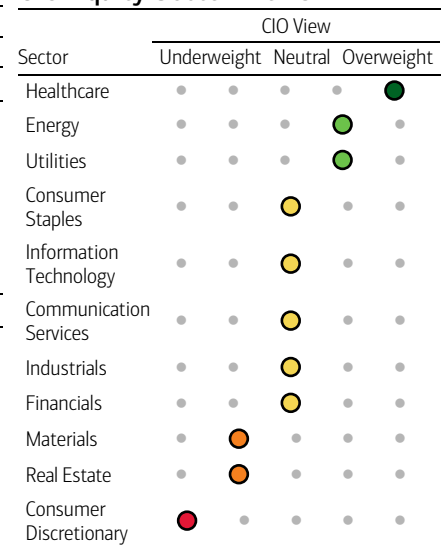 CIO View
Sector Underweight Neutral Overweight
Healthcare
Energy
Utilities
Consumer
Staples
Information
Technology
Communication
Services
Industrials
Financials
Materials
Real Estate
Consumer
Discretionary